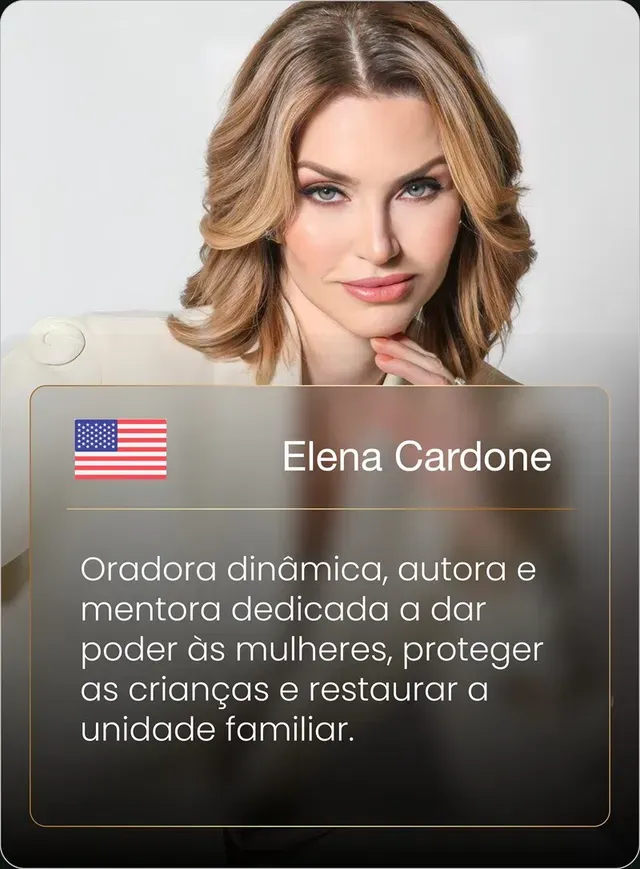 Elena Cardone
Oradora dinâmica, autora e
mentora dedicada a dar
poder às mulheres, proteger
as crianças e restaurar a
unidade familiar.